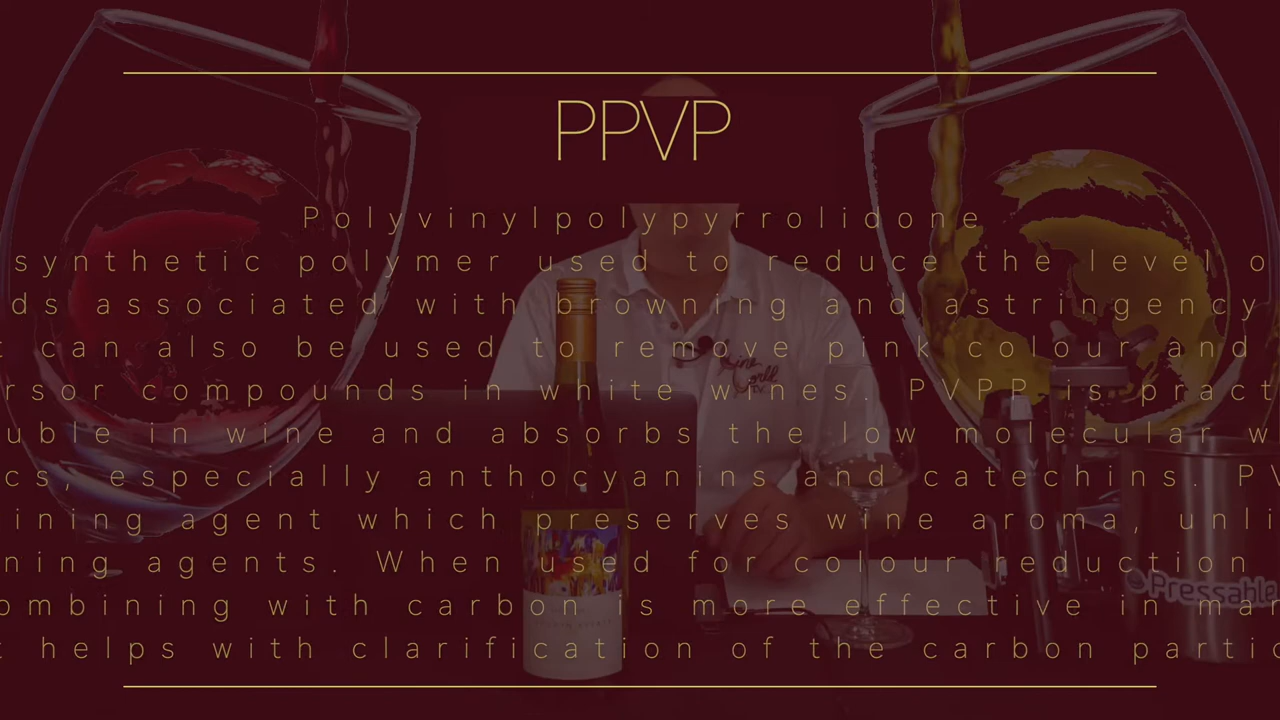 PPVP
Polyvinylpolypyrrolidone
synthetic polymer used to reduce the level o
ds associated with browning and astringency
t can also be used to remove pink colour and
rsor compounds in white wines. PVPP is pract
uble in wine and absorbs the low molecular w
cs, especially anthocyanins and catechins. PV
ining agent which preserves wine aroma, unli
ning agents. When used for colour reduction
ombining with carbon is more effective in mar
t helps with clarification of the carbon partic
Pressable